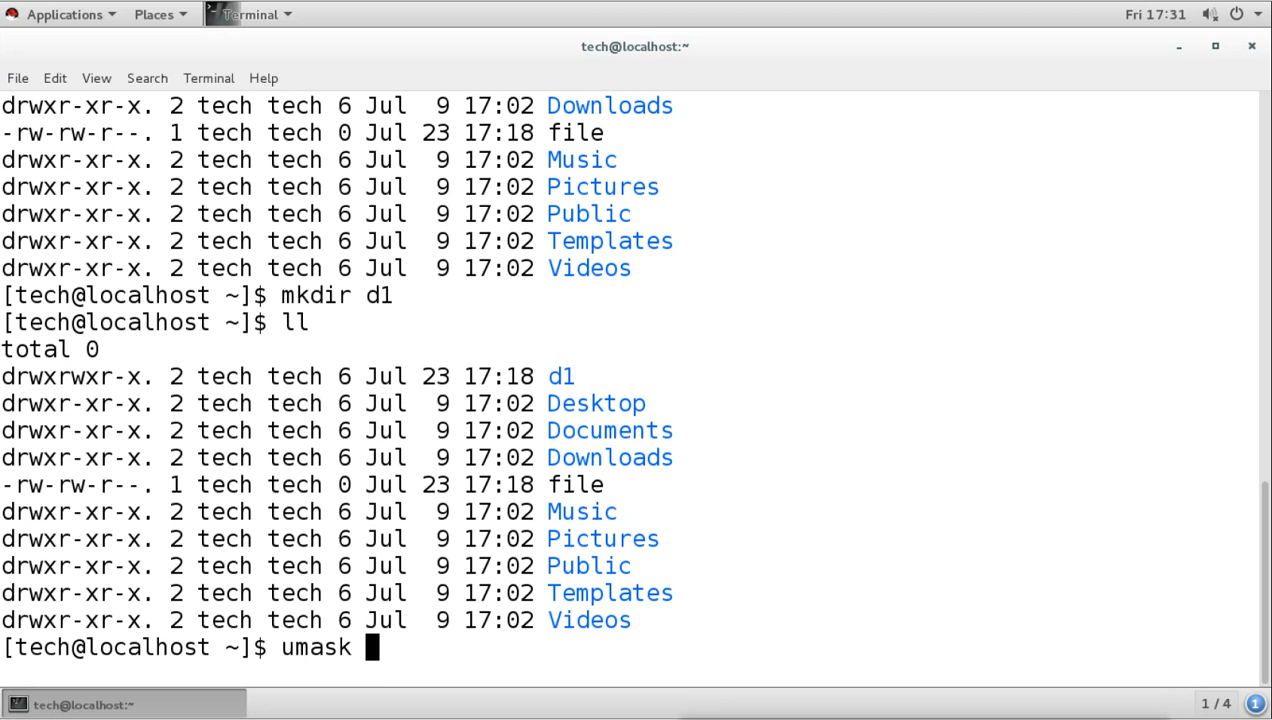 Applications Places Terminal Fri 17:31
tech@localhost:~
File Edit View Search Terminal Help
drwxr-xr-x. 2 tech tech 6 Jul  9 17:02 Downloads
-rw-rw-r--. 1 tech tech 0 Jul 23 17:18 file
drwxr-xr-x. 2 tech tech 6 Jul  9 17:02 Music
drwxr-xr-x. 2 tech tech 6 Jul  9 17:02 Pictures
drwxr-xr-x. 2 tech tech 6 Jul  9 17:02 Public
drwxr-xr-x. 2 tech tech 6 Jul  9 17:02 Templates
drwxr-xr-x. 2 tech tech 6 Jul  9 17:02 Videos
[tech@localhost ~]$ mkdir d1
[tech@localhost ~]$ ll
total 0
drwxrwxr-x. 2 tech tech 6 Jul 23 17:18 d1
drwxr-xr-x. 2 tech tech 6 Jul  9 17:02 Desktop
drwxr-xr-x. 2 tech tech 6 Jul  9 17:02 Documents
drwxr-xr-x. 2 tech tech 6 Jul  9 17:02 Downloads
-rw-rw-r--. 1 tech tech 0 Jul 23 17:18 file
drwxr-xr-x. 2 tech tech 6 Jul  9 17:02 Music
drwxr-xr-x. 2 tech tech 6 Jul  9 17:02 Pictures
drwxr-xr-x. 2 tech tech 6 Jul  9 17:02 Public
drwxr-xr-x. 2 tech tech 6 Jul  9 17:02 Templates
drwxr-xr-x. 2 tech tech 6 Jul  9 17:02 Videos
[tech@localhost ~]$ umask
tech@localhost:~ 1 / 4 1